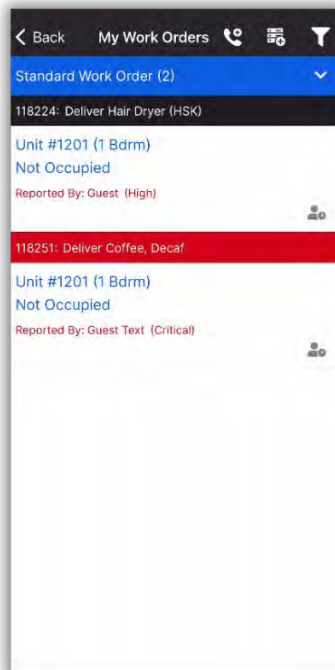 Back My Work Orders
Standard Work Order (2)
118224: Deliver Hair Dryer (HSK)
Unit #1201 (1 Bdrm)
Not Occupied
Reported By: Guest (High)
118251: Deliver Coffee, Decaf
Unit #1201 (1 Bdrm)
Not Occupied
Reported By: Guest Text (Critical)